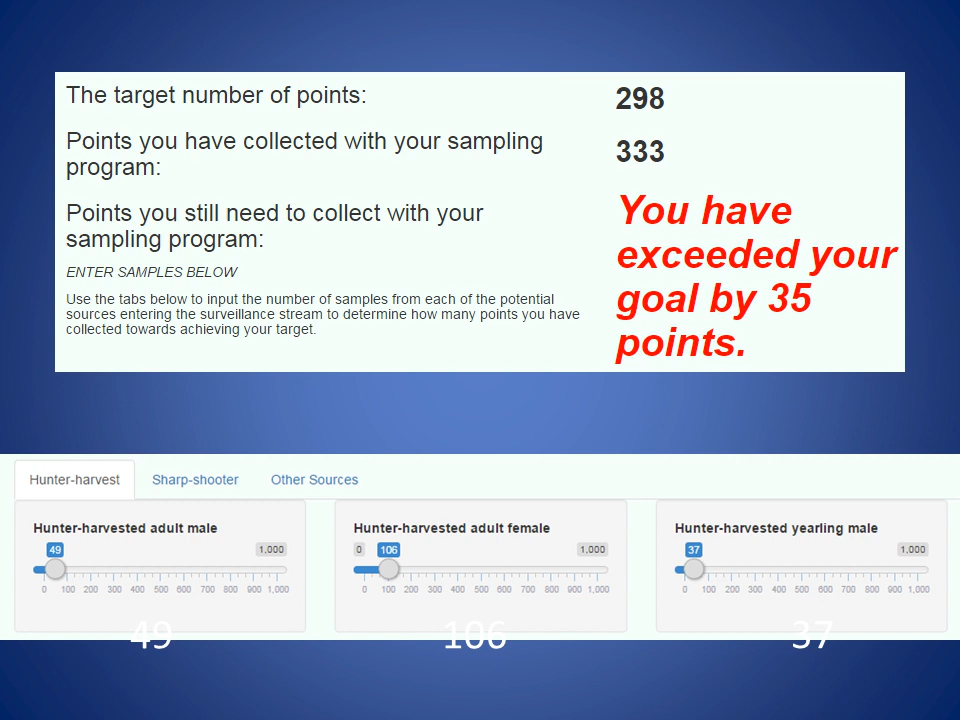 The target number of points:
298
Points you have collected with your sampling
program:
333
Points you still need to collect with your
sampling program:
You have
exceeded your
goal by 35
points.
ENTER SAMPLES BELOW
Use the tabs below to input the number of samples from each of the potential
sources entering the surveillance stream to determine how many points you have
collected towards achieving your target.
Hunter-harvest
Sharp-shooter
Other Sources
Hunter-harvested adult male
49
1,000
0 100 200 300 400 500 600 700 800 900 1,000
49
Hunter-harvested adult female
0
106
1,000
0 100 200 300 400 500 600 700 800 900 1,000
106
Hunter-harvested yearling male
37
1,000
0 100 200 300 400 500 600 700 800 900 1,000
37